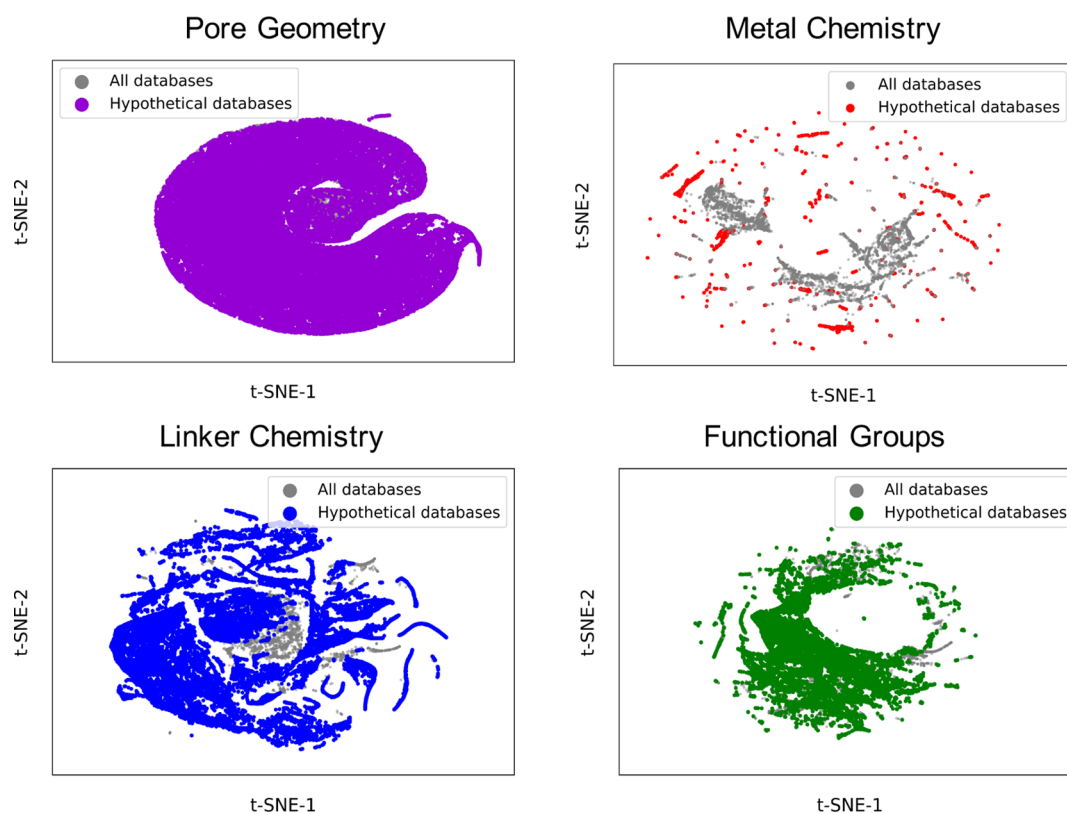 Pore Geometry
All databases
Hypothetical databases
t-SNE-2
t-SNE-1
Metal Chemistry
All databases
Hypothetical databases
t-SNE-2
t-SNE-1
Linker Chemistry
All databases
Hypothetical databases
t-SNE-2
t-SNE-1
Functional Groups
All databases
Hypothetical databases
t-SNE-2
t-SNE-1